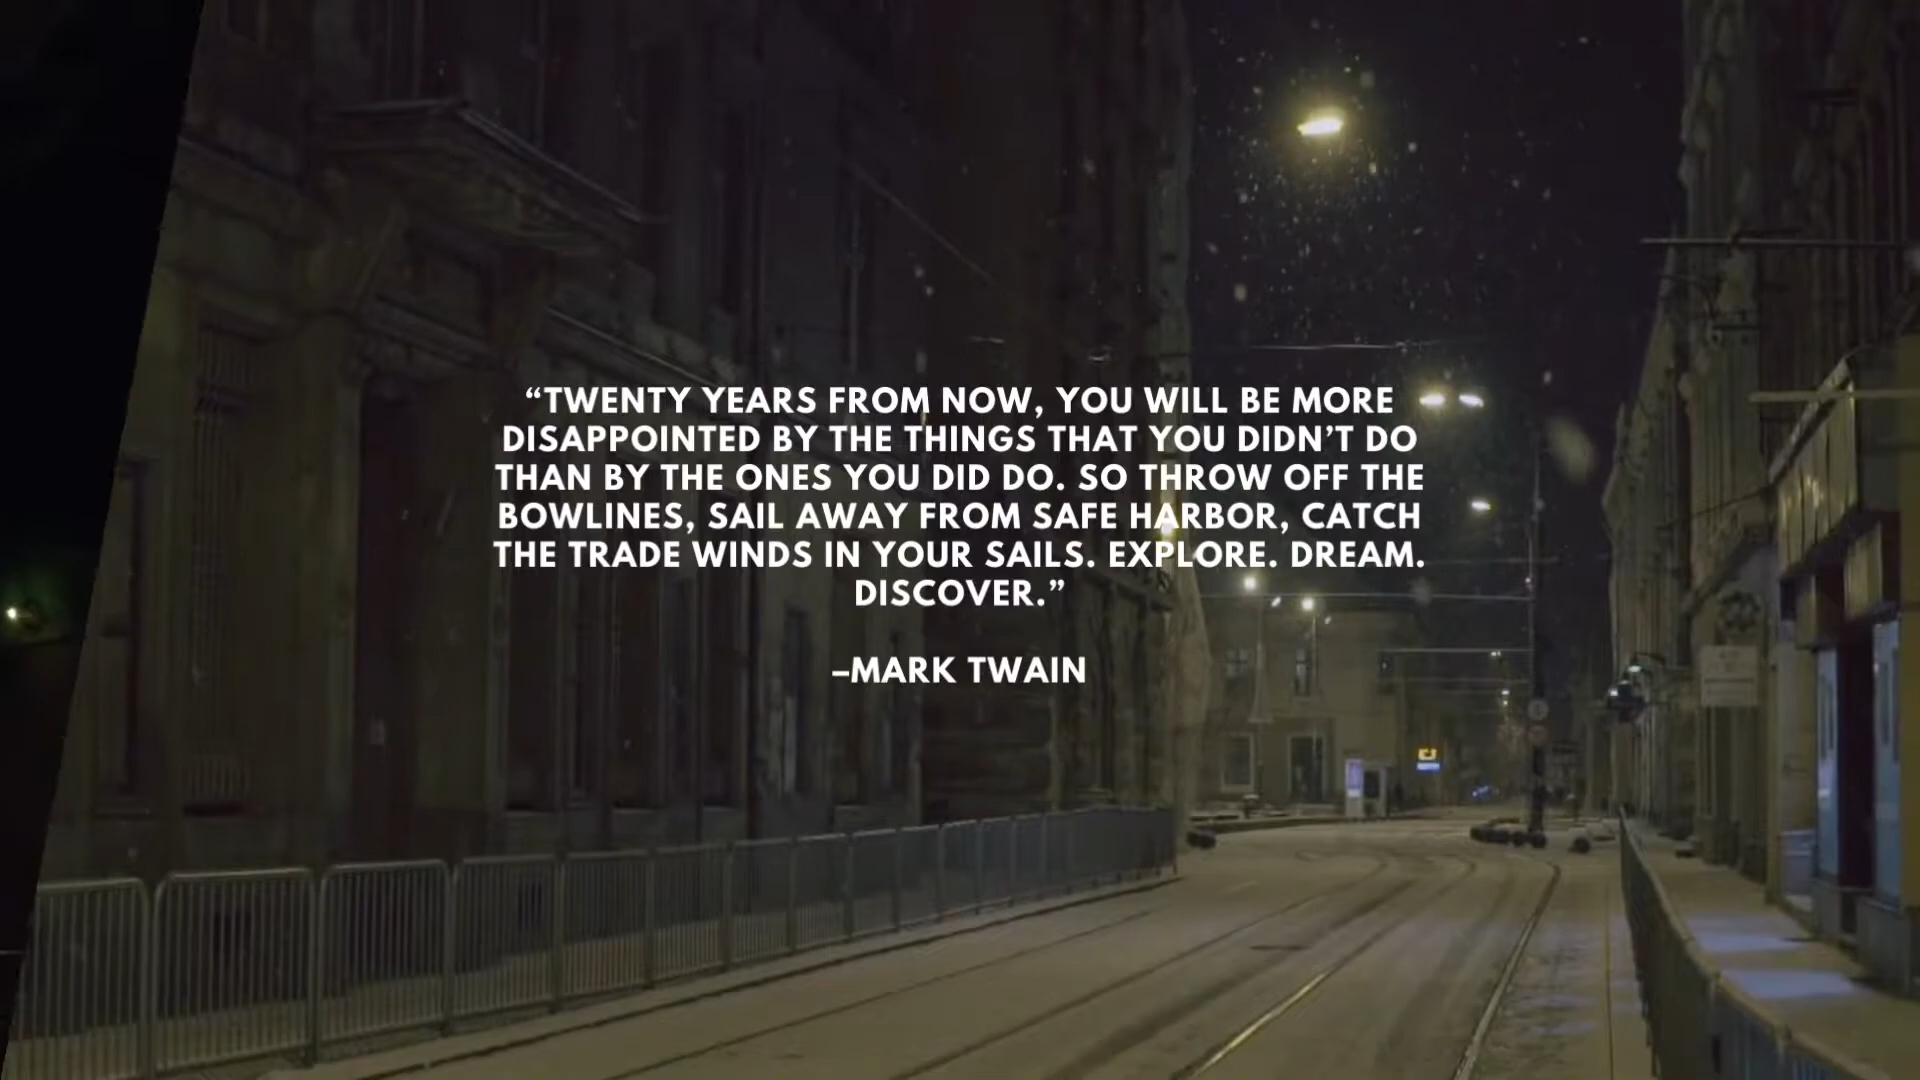 “TWENTY YEARS FROM NOW, YOU WILL BE MORE
DISAPPOINTED BY THE THINGS THAT YOU DIDN’T DO
THAN BY THE ONES YOU DID DO. SO THROW OFF THE
BOWLINES, SAIL AWAY FROM SAFE HARBOR, CATCH
THE TRADE WINDS IN YOUR SAILS. EXPLORE. DREAM.
DISCOVER.”
–MARK TWAIN